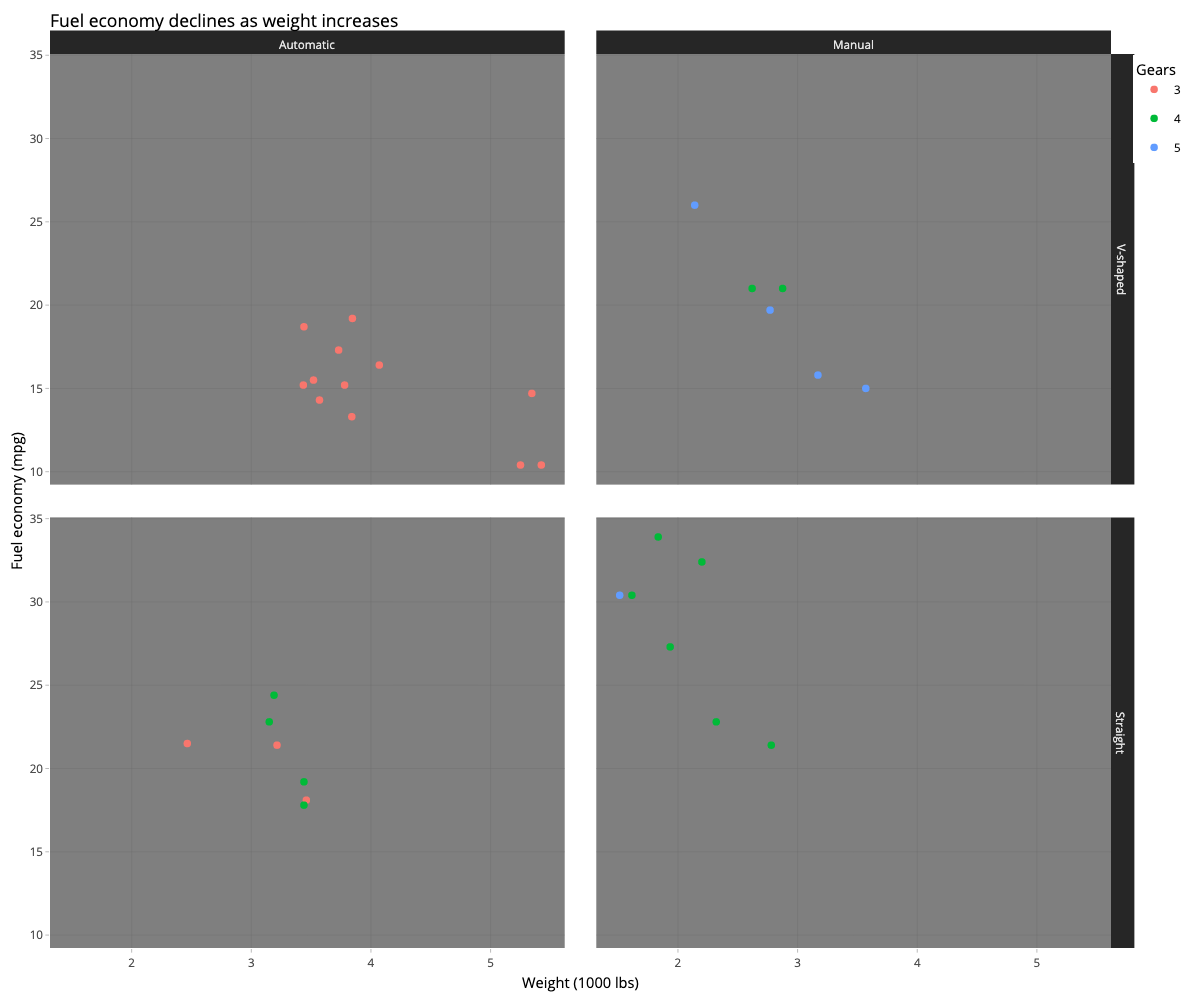 Fuel economy declines as weight increases
Automatic
Manual
Gears
3
4
5
V-shaped
Straight
Fuel economy (mpg)
35
30
25
20
15
10
35
30
25
20
15
10
2 3 4 5
2 3 4 5
Weight (1000 lbs)